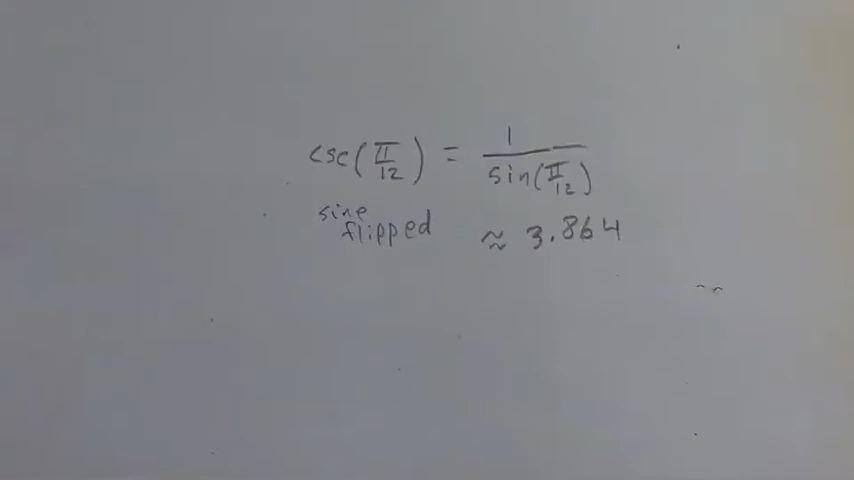 csc(π/12) = 1/sin(π/12)
sine
flipped ≈ 3.864